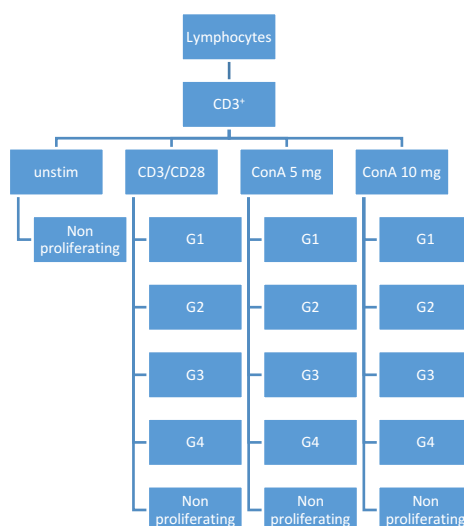 Lymphocytes
CD3⁺
unstim
CD3/CD28
ConA 5 mg
ConA 10 mg
Non
proliferating
G1
G1
G1
G2
G2
G2
G3
G3
G3
G4
G4
G4
Non
proliferating
Non
proliferating
Non
proliferating